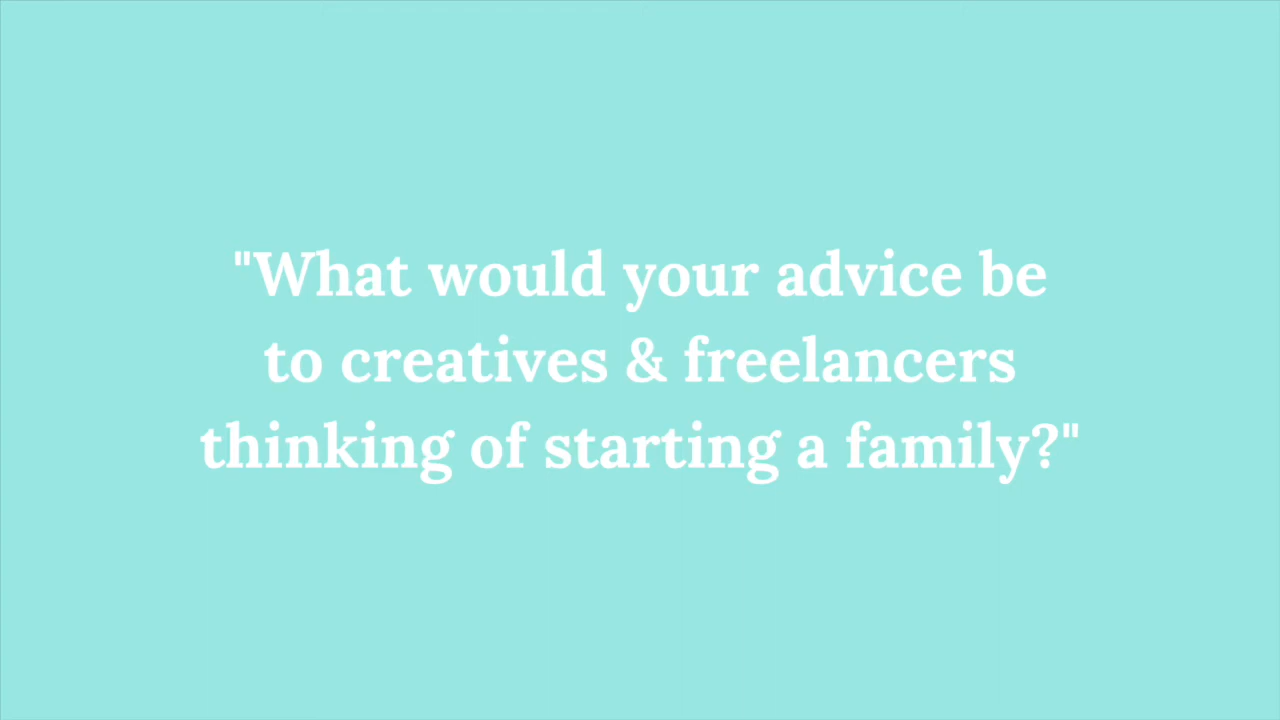 "What would your advice be
to creatives & freelancers
thinking of starting a family?"